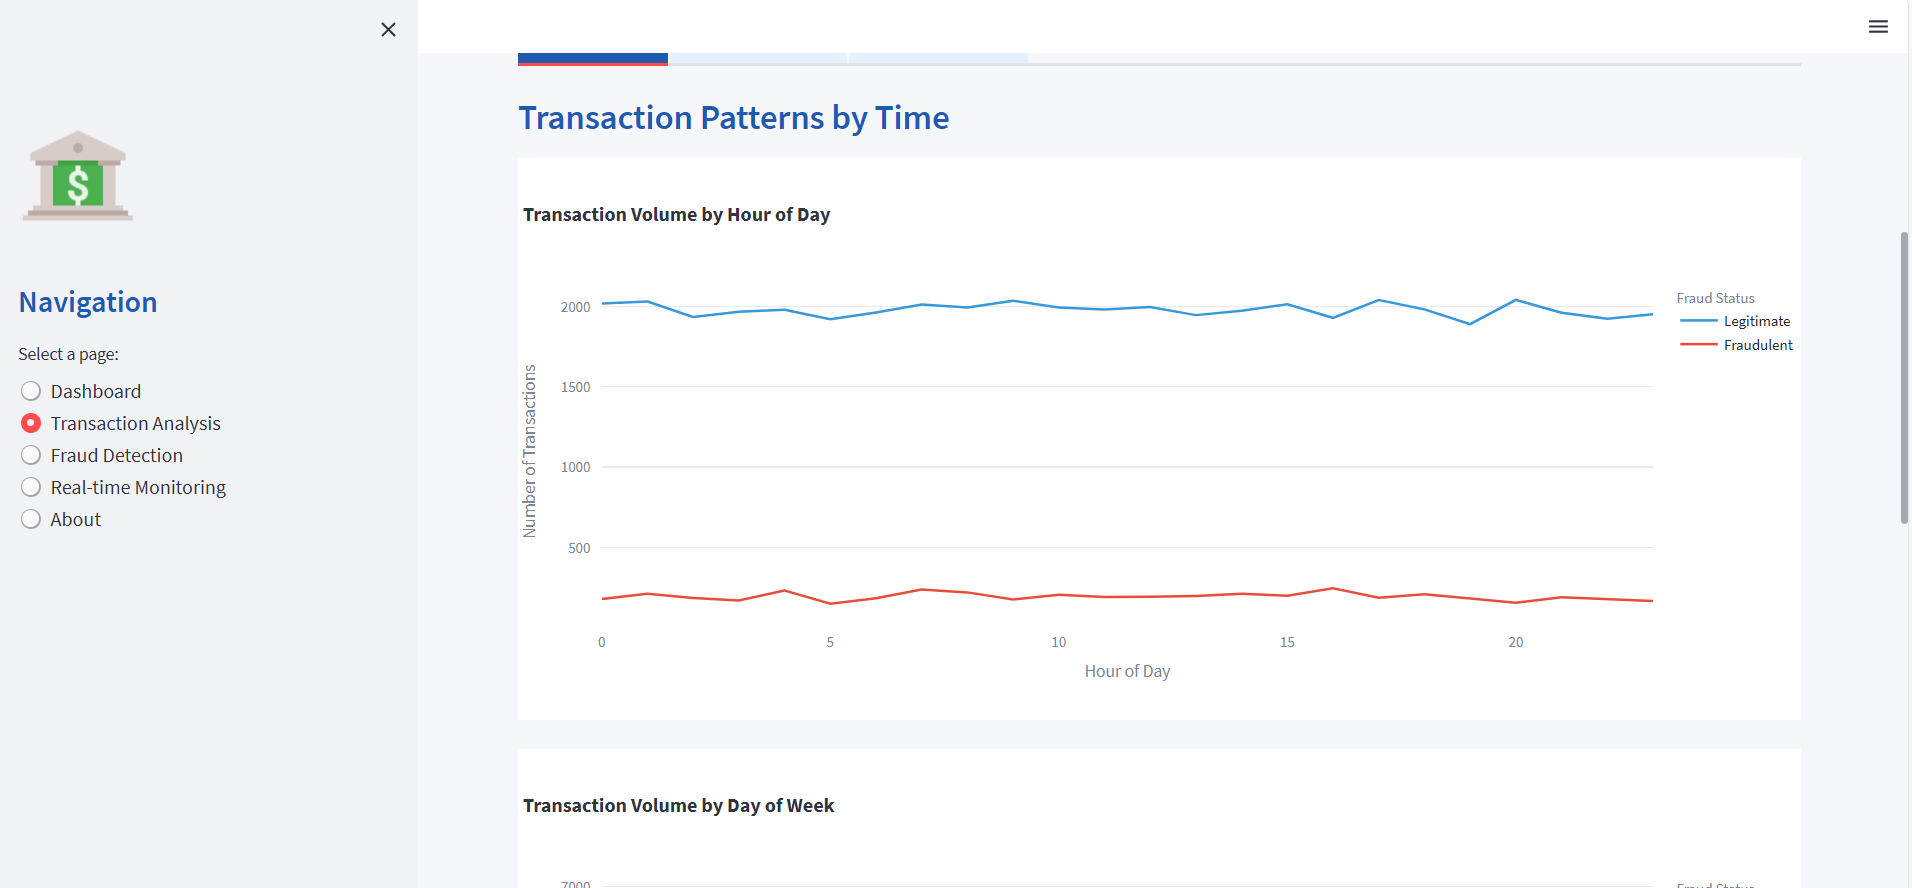 $
Navigation
Select a page:
Dashboard
Transaction Analysis
Fraud Detection
Real-time Monitoring
About
Transaction Patterns by Time
Transaction Volume by Hour of Day
2000
1500
1000
500
Number of Transactions
0 5 10 15 20
Hour of Day
Fraud Status
Legitimate
Fraudulent
Transaction Volume by Day of Week
7000
Fraud Status